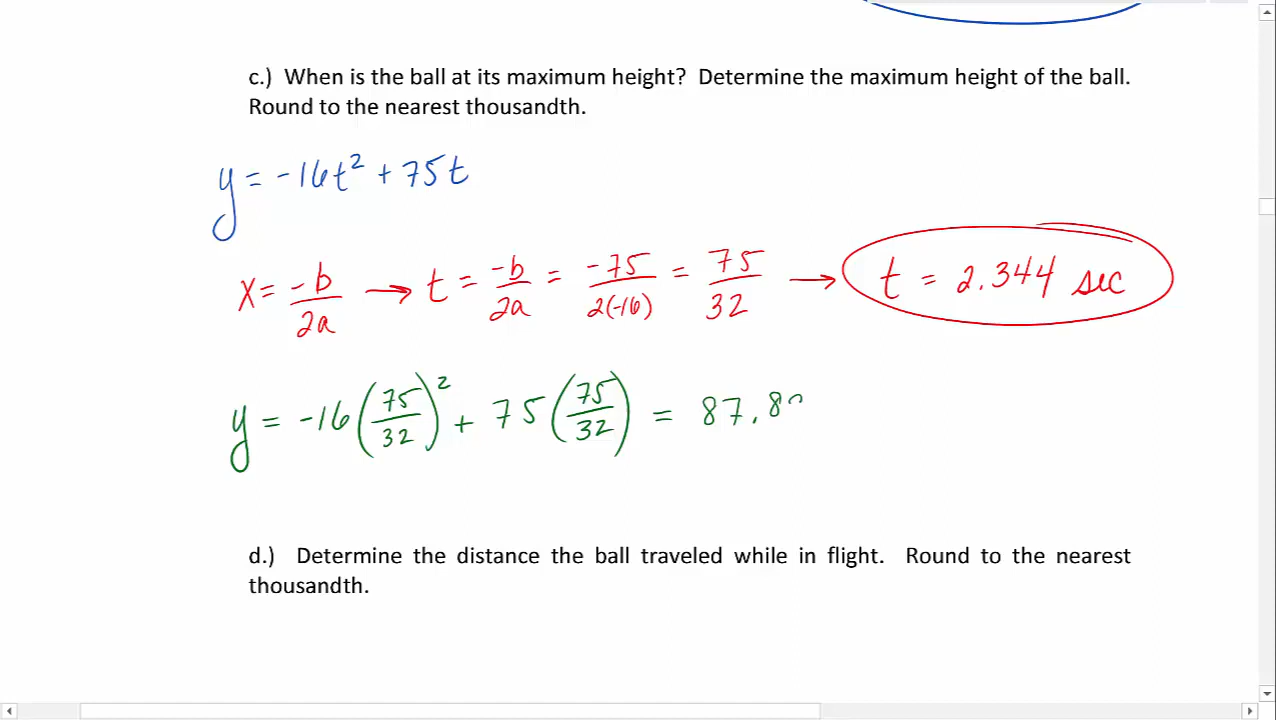 c.) When is the ball at its maximum height? Determine the maximum height of the ball.
Round to the nearest thousandth.
y = -16t² + 75t
x = -b/2a → t = -b/2a = -75/2(-16) = 75/32 → t = 2.344 sec
y = -16(75/32)² + 75(75/32) = 87.8
d.) Determine the distance the ball traveled while in flight. Round to the nearest
thousandth.